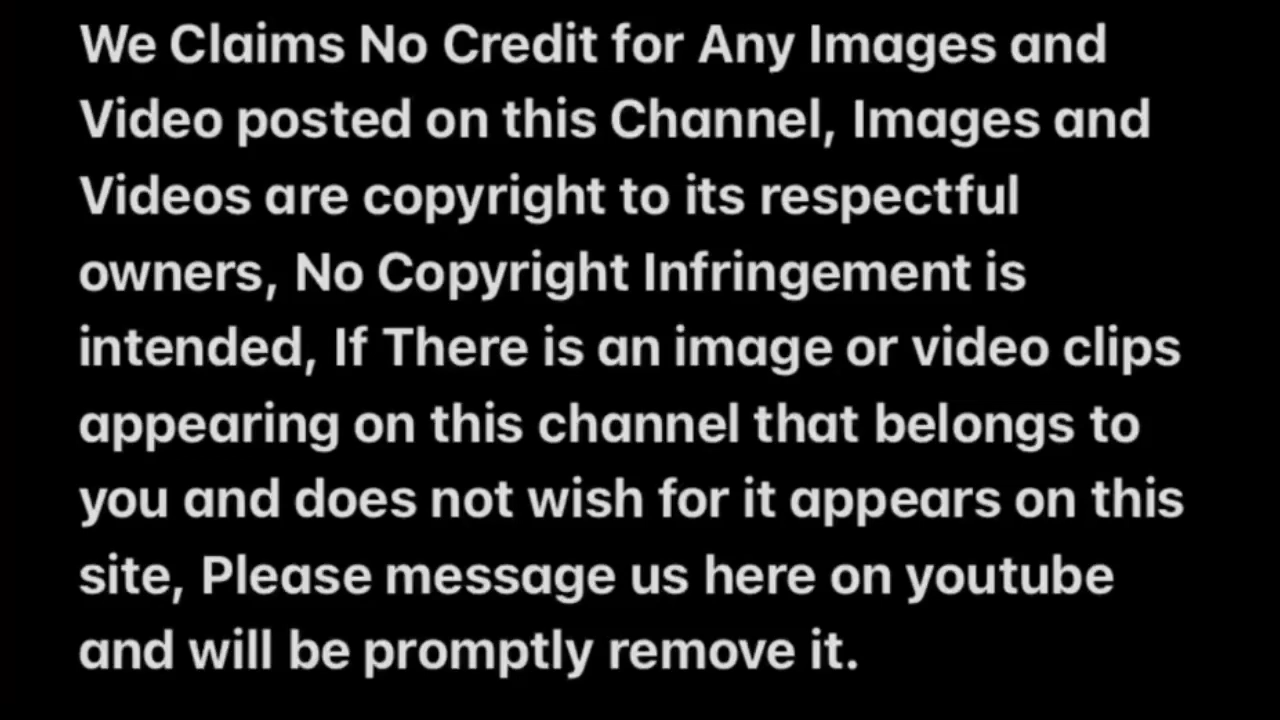 We Claims No Credit for Any Images and
Video posted on this Channel, Images and
Videos are copyright to its respectful
owners, No Copyright Infringement is
intended, If There is an image or video clips
appearing on this channel that belongs to
you and does not wish for it appears on this
site, Please message us here on youtube
and will be promptly remove it.